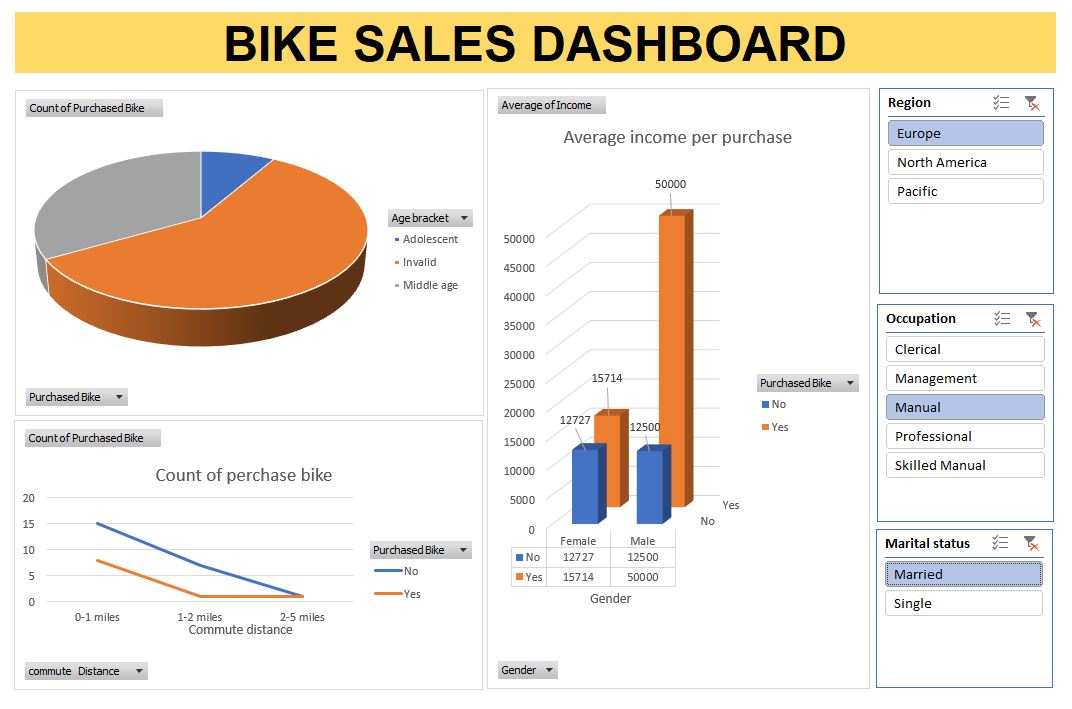 BIKE SALES DASHBOARD
Count of Purchased Bike
Age bracket
Adolescent
Invalid
Middle age
Purchased Bike
Count of Purchased Bike
Count of perchase bike
20
15
10
5
0
0-1 miles 1-2 miles 2-5 miles
Commute distance
Purchased Bike
No
Yes
commute Distance
Average of Income
Average income per purchase
50000
45000
40000
35000
30000
25000
20000
15000
10000
5000
0
50000
15714
12727 12500
Yes
No
Female Male
No 12727 12500
Yes 15714 50000
Gender
Purchased Bike
No
Yes
Gender
Region
Europe
North America
Pacific
Occupation
Clerical
Management
Manual
Professional
Skilled Manual
Marital status
Married
Single